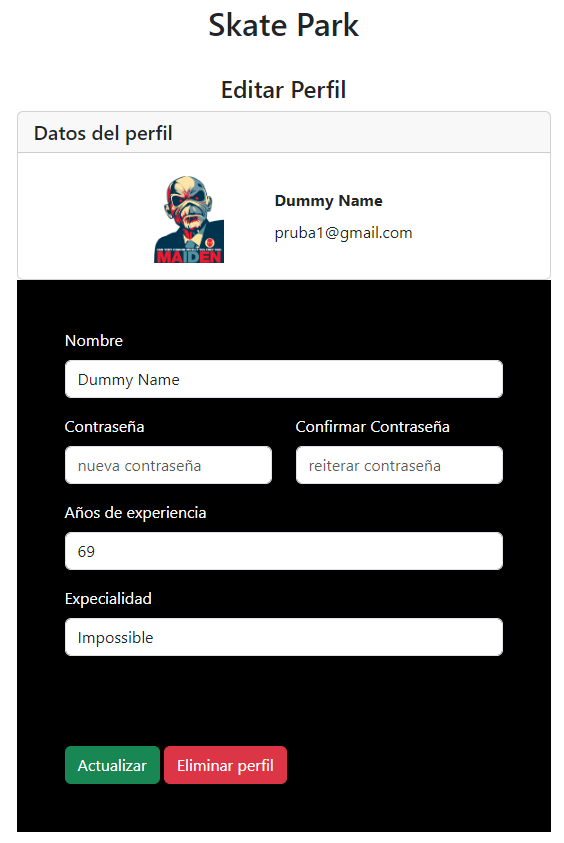 Skate Park
Editar Perfil
Datos del perfil
Dummy Name
pruba1@gmail.com
MAIDEN
Nombre
Dummy Name
Contraseña Confirmar Contraseña
nueva contraseña reiterar contraseña
Años de experiencia
69
Expecialidad
Impossible
Actualizar Eliminar perfil